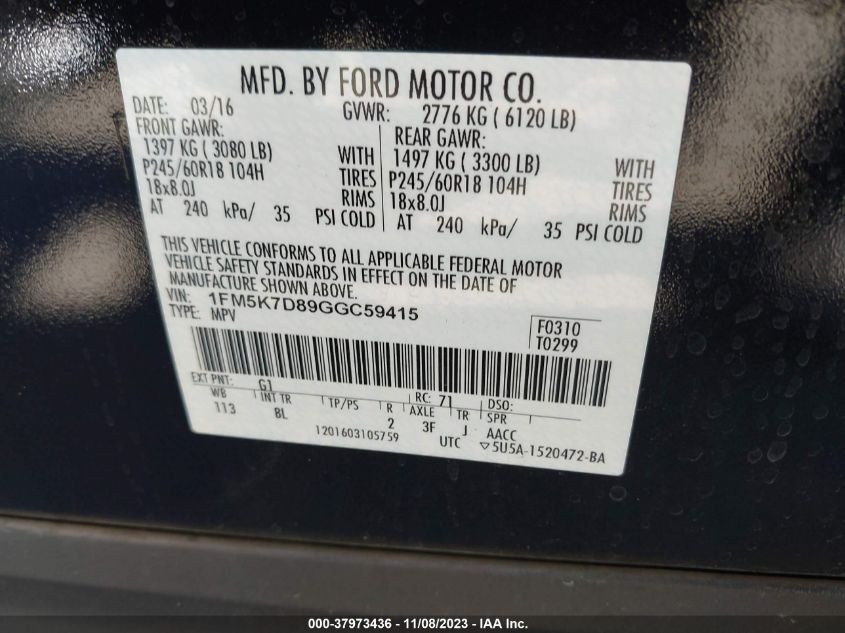 MFD. BY FORD MOTOR CO.
DATE: 03/16 GVWR: 2776 KG ( 6120 LB)
FRONT GAWR: REAR GAWR:
1397 KG ( 3080 LB) WITH 1497 KG ( 3300 LB) WITH
P245/60R18 104H TIRES P245/60R18 104H TIRES
18x8.0J RIMS 18x8.0J RIMS
AT 240 kPa/ 35 PSI COLD AT 240 kPa/ 35 PSI COLD
THIS VEHICLE CONFORMS TO ALL APPLICABLE FEDERAL MOTOR
VEHICLE SAFETY STANDARDS IN EFFECT ON THE DATE OF
MANUFACTURE SHOWN ABOVE.
VIN: 1FM5K7D89GGC59415
TYPE: MPV
F0310
T0299
EXT PNT: G1 RC: 71 DSO:
WB INT TR TP/PS R AXLE TR SPR
113 BL 2 3F J AACC
1201603105759 UTC ▽5U5A-1520472-BA
000-37973436 - 11/08/2023 - IAA Inc.